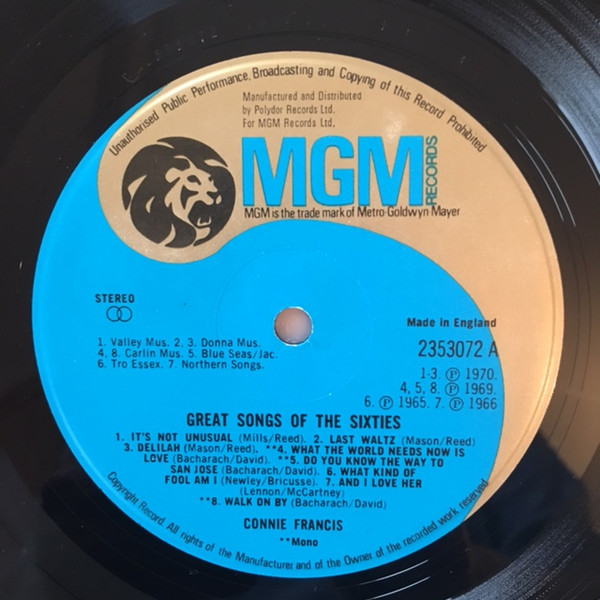 Unauthorised Public Performance, Broadcasting and Copying of this Record Prohibited
Manufactured and Distributed
by Polydor Records Ltd.
For MGM Records Ltd.
MGM
RECORDS
MGM is the trade mark of Metro-Goldwyn Mayer
STEREO
Made in England
1. Valley Mus. 2, 3. Donna Mus.
4, 8. Carlin Mus. 5. Blue Seas/Jac.
6. Tro Essex. 7. Northern Songs.
2353072 A
1-3. Ⓟ 1970.
4, 5, 8. Ⓟ 1969.
6. Ⓟ 1965. 7. Ⓟ 1966
GREAT SONGS OF THE SIXTIES
1. IT'S NOT UNUSUAL (Mills/Reed). 2. LAST WALTZ (Mason/Reed)
3. DELILAH (Mason/Reed). **4. WHAT THE WORLD NEEDS NOW IS
LOVE (Bacharach/David). **5. DO YOU KNOW THE WAY TO
SAN JOSE (Bacharach/David). 6. WHAT KIND OF
FOOL AM I (Newley/Bricusse). 7. AND I LOVE HER
(Lennon/McCartney)
**8. WALK ON BY (Bacharach/David)
CONNIE FRANCIS
**Mono
Copyright Record. All rights of the Manufacturer and of the Owner of the recorded work reserved